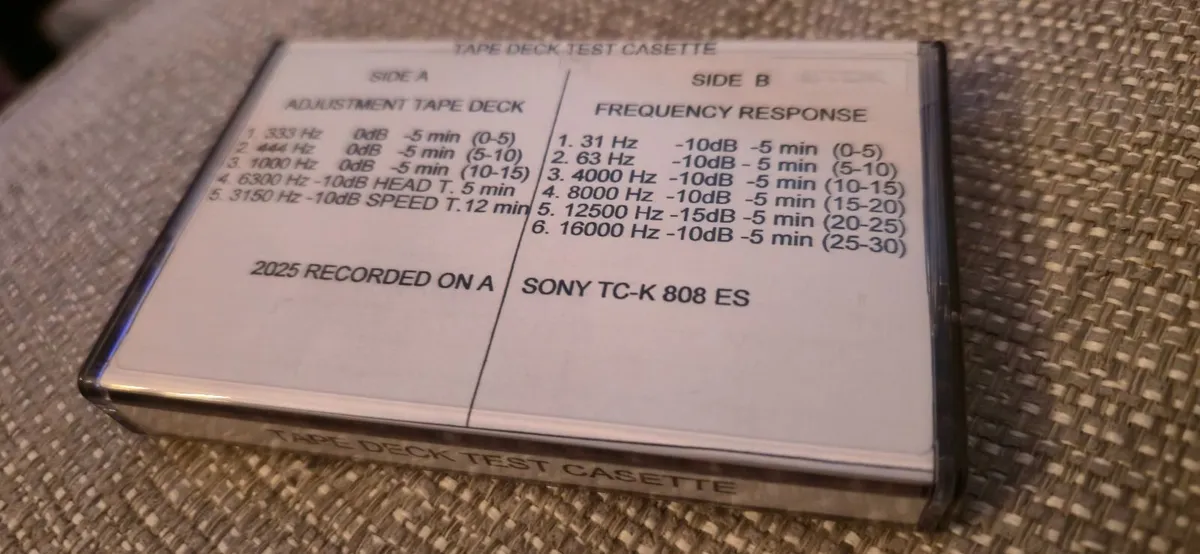 TAPE DECK TEST CASETTE
SIDE A
ADJUSTMENT TAPE DECK
1. 333 Hz 0dB -5 min (0-5)
2. 444 Hz 0dB -5 min (5-10)
3. 1000 Hz 0dB -5 min (10-15)
4. 6300 Hz -10dB HEAD T. 5 min
5. 3150 Hz -10dB SPEED T.12 min
SIDE B
FREQUENCY RESPONSE
1. 31 Hz -10dB -5 min (0-5)
2. 63 Hz -10dB - 5 min (5-10)
3. 4000 Hz -10dB -5 min (10-15)
4. 8000 Hz -10dB -5 min (15-20)
5. 12500 Hz -15dB -5 min (20-25)
6. 16000 Hz -10dB -5 min (25-30)
2025 RECORDED ON A SONY TC-K 808 ES
TAPE DECK TEST CASETTE